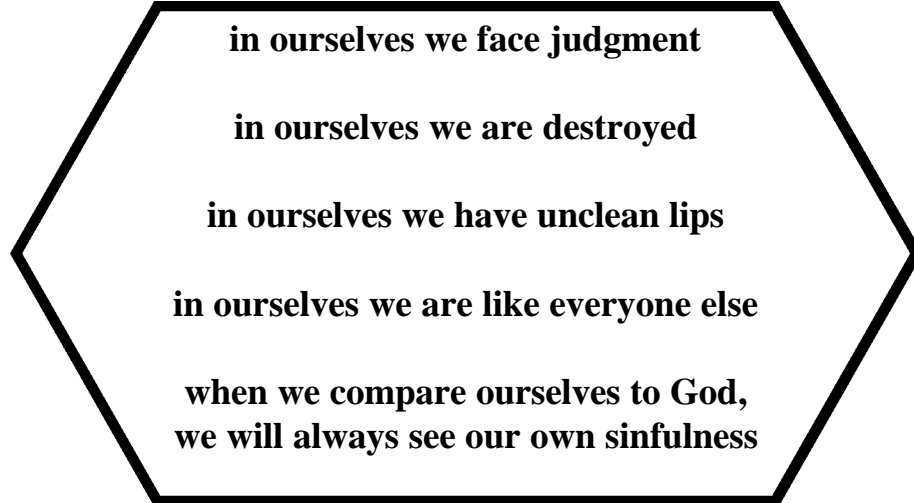 in ourselves we face judgment
in ourselves we are destroyed
in ourselves we have unclean lips
in ourselves we are like everyone else
when we compare ourselves to God,
we will always see our own sinfulness